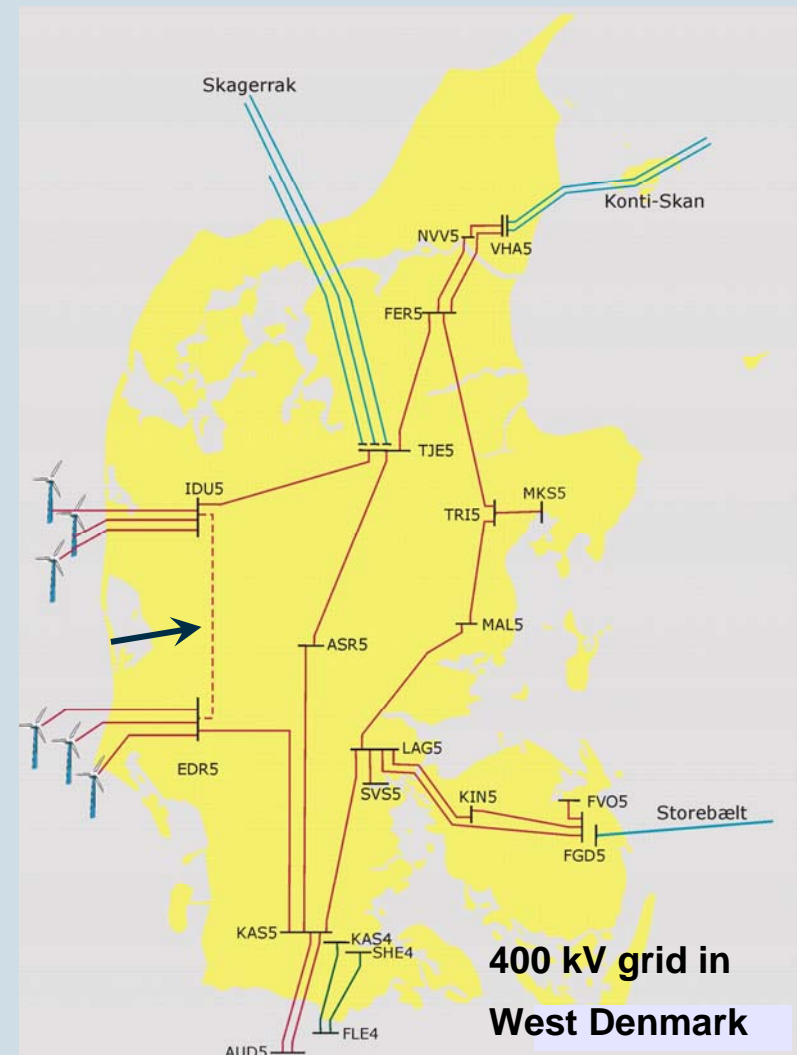 Skagerrak
Konti-Skan
NVV5
VHA5
FER5
TJE5
IDU5
MKS5
TRI5
MAL5
ASR5
LAG5
EDR5
SVS5
KIN5
FVO5
Storebælt
FGD5
KAS5
KAS4
SHE4
400 kV grid in
West Denmark
FLE4
AUD5